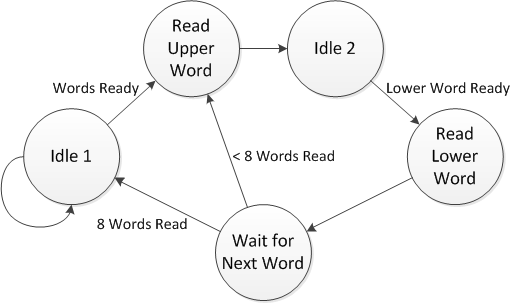 Read
Upper
Word
Idle 2
Words Ready
Lower Word Ready
Idle 1
Read
Lower
Word
< 8 Words Read
8 Words Read
Wait for
Next Word